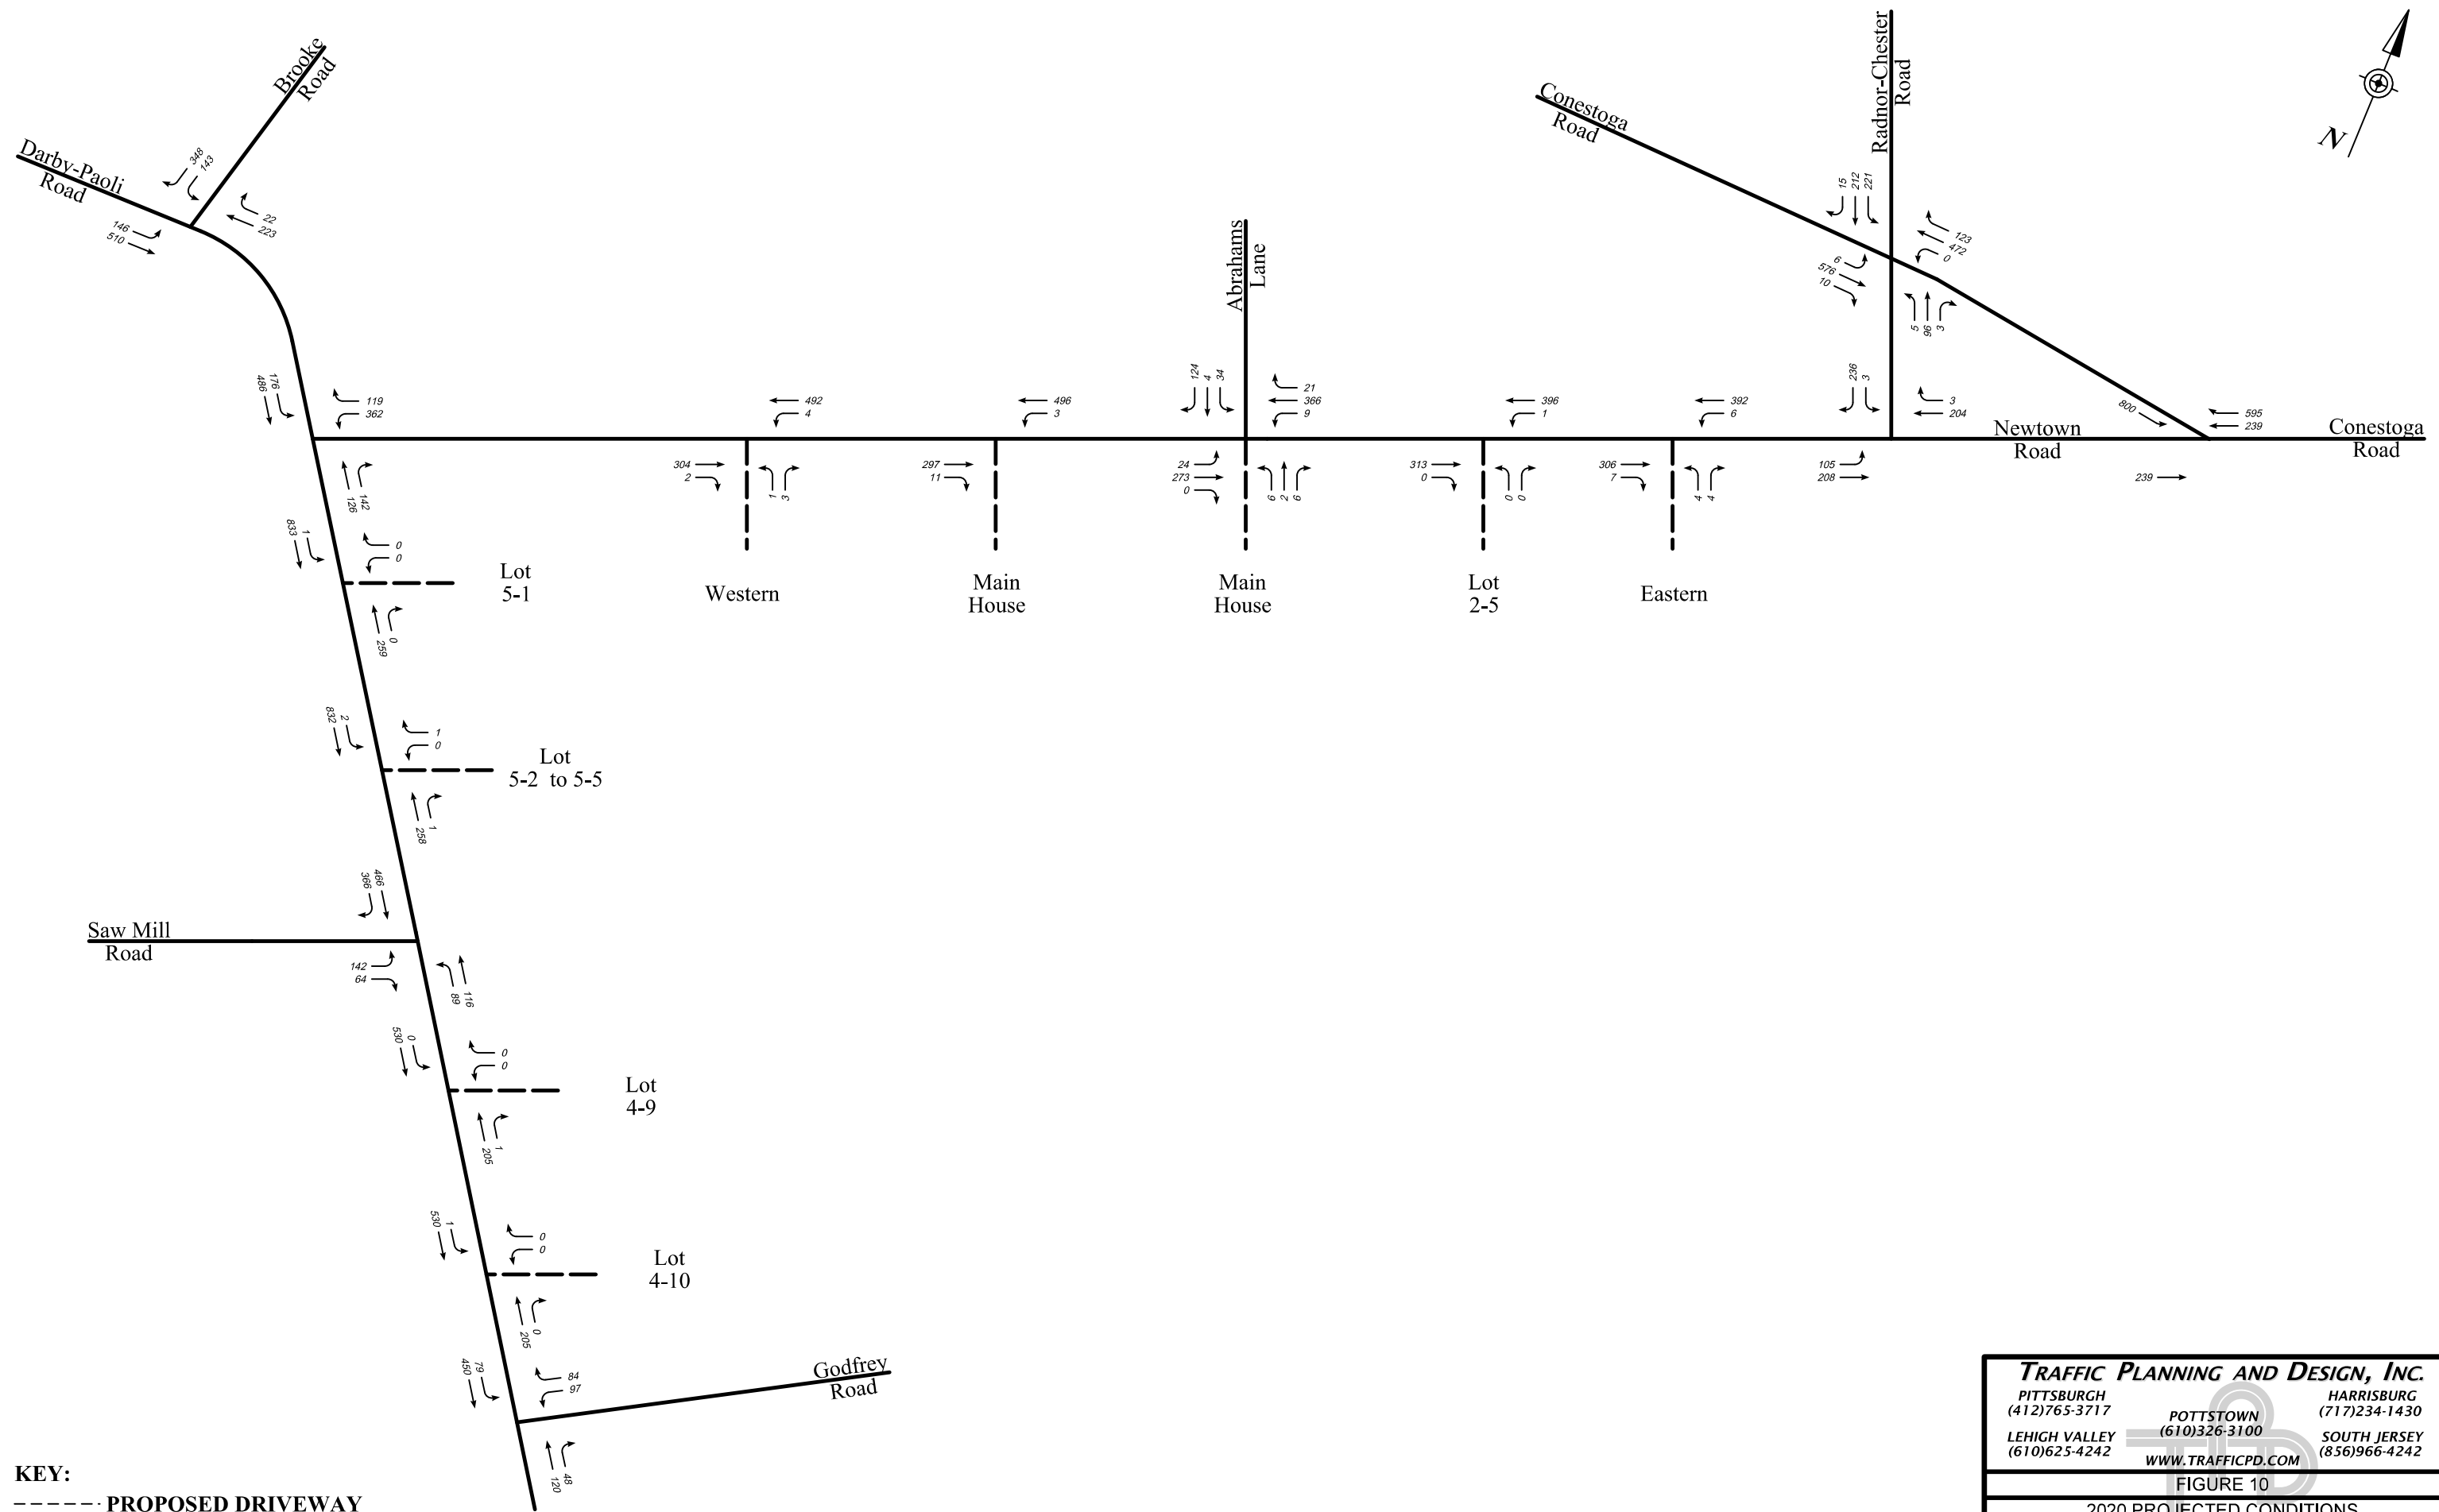 Brooke
Road
Darby-Paoli
Road
348
143
22
223
146
510
Conestoga
Road
Radnor-Chester
Road
N
15
212
221
123
472
0
6
576
10
5
96
3
Abrahams
Lane
176
486
119
362
492
4
496
3
124
4
34
21
366
9
396
1
392
6
236
3
3
204
800
595
239
Newtown
Road
Conestoga
Road
142
126
304
2
1
3
297
11
24
273
0
6
2
6
313
0
0
0
306
7
4
4
105
208
239
833
1
0
0
Lot
5-1
Western
Main
House
Main
House
Lot
2-5
Eastern
259
0
832
2
1
0
Lot
5-2 to 5-5
258
1
366
466
Saw Mill
Road
142
64
89
116
530
0
0
0
Lot
4-9
205
1
530
1
0
0
Lot
4-10
205
0
450
79
84
97
Godfrey
Road
120
48
KEY:
PROPOSED DRIVEWAY
TRAFFIC PLANNING AND DESIGN, INC.
PITTSBURGH
(412)765-3717
HARRISBURG
(717)234-1430
POTTSTOWN
(610)326-3100
LEHIGH VALLEY
(610)625-4242
SOUTH JERSEY
(856)966-4242
WWW.TRAFFICPD.COM
FIGURE 10
2020 PROJECTED CONDITIONS